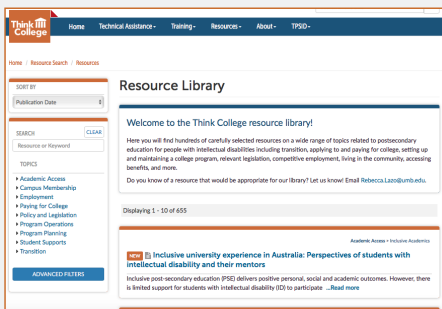 Think College
Home Technical Assistance Training Resources About TPSID
Home / Resource Search / Resources
SORT BY
Publication Date
SEARCH CLEAR
Resource or Keyword
TOPICS
Academic Access
Campus Membership
Employment
Paying for College
Policy and Legislation
Program Operations
Program Planning
Student Supports
Transition
ADVANCED FILTERS
Resource Library
Welcome to the Think College resource library!
Here you will find hundreds of carefully selected resources on a wide range of topics related to postsecondary
education for people with intellectual disabilities including transition, applying to and paying for college, setting up
and maintaining a college program, relevant legislation, competitive employment, living in the community, accessing
benefits, and more.
Do you know of a resource that would be appropriate for our library? Let us know! Email Rebecca.Lazo@umb.edu.
Displaying 1 - 10 of 655
Academic Access • Inclusive Academics
NEW Inclusive university experience in Australia: Perspectives of students with
intellectual disability and their mentors
Inclusive post-secondary education (PSE) delivers positive personal, social and academic outcomes. However, there
is limited support for students with intellectual disability (ID) to participate ...Read more